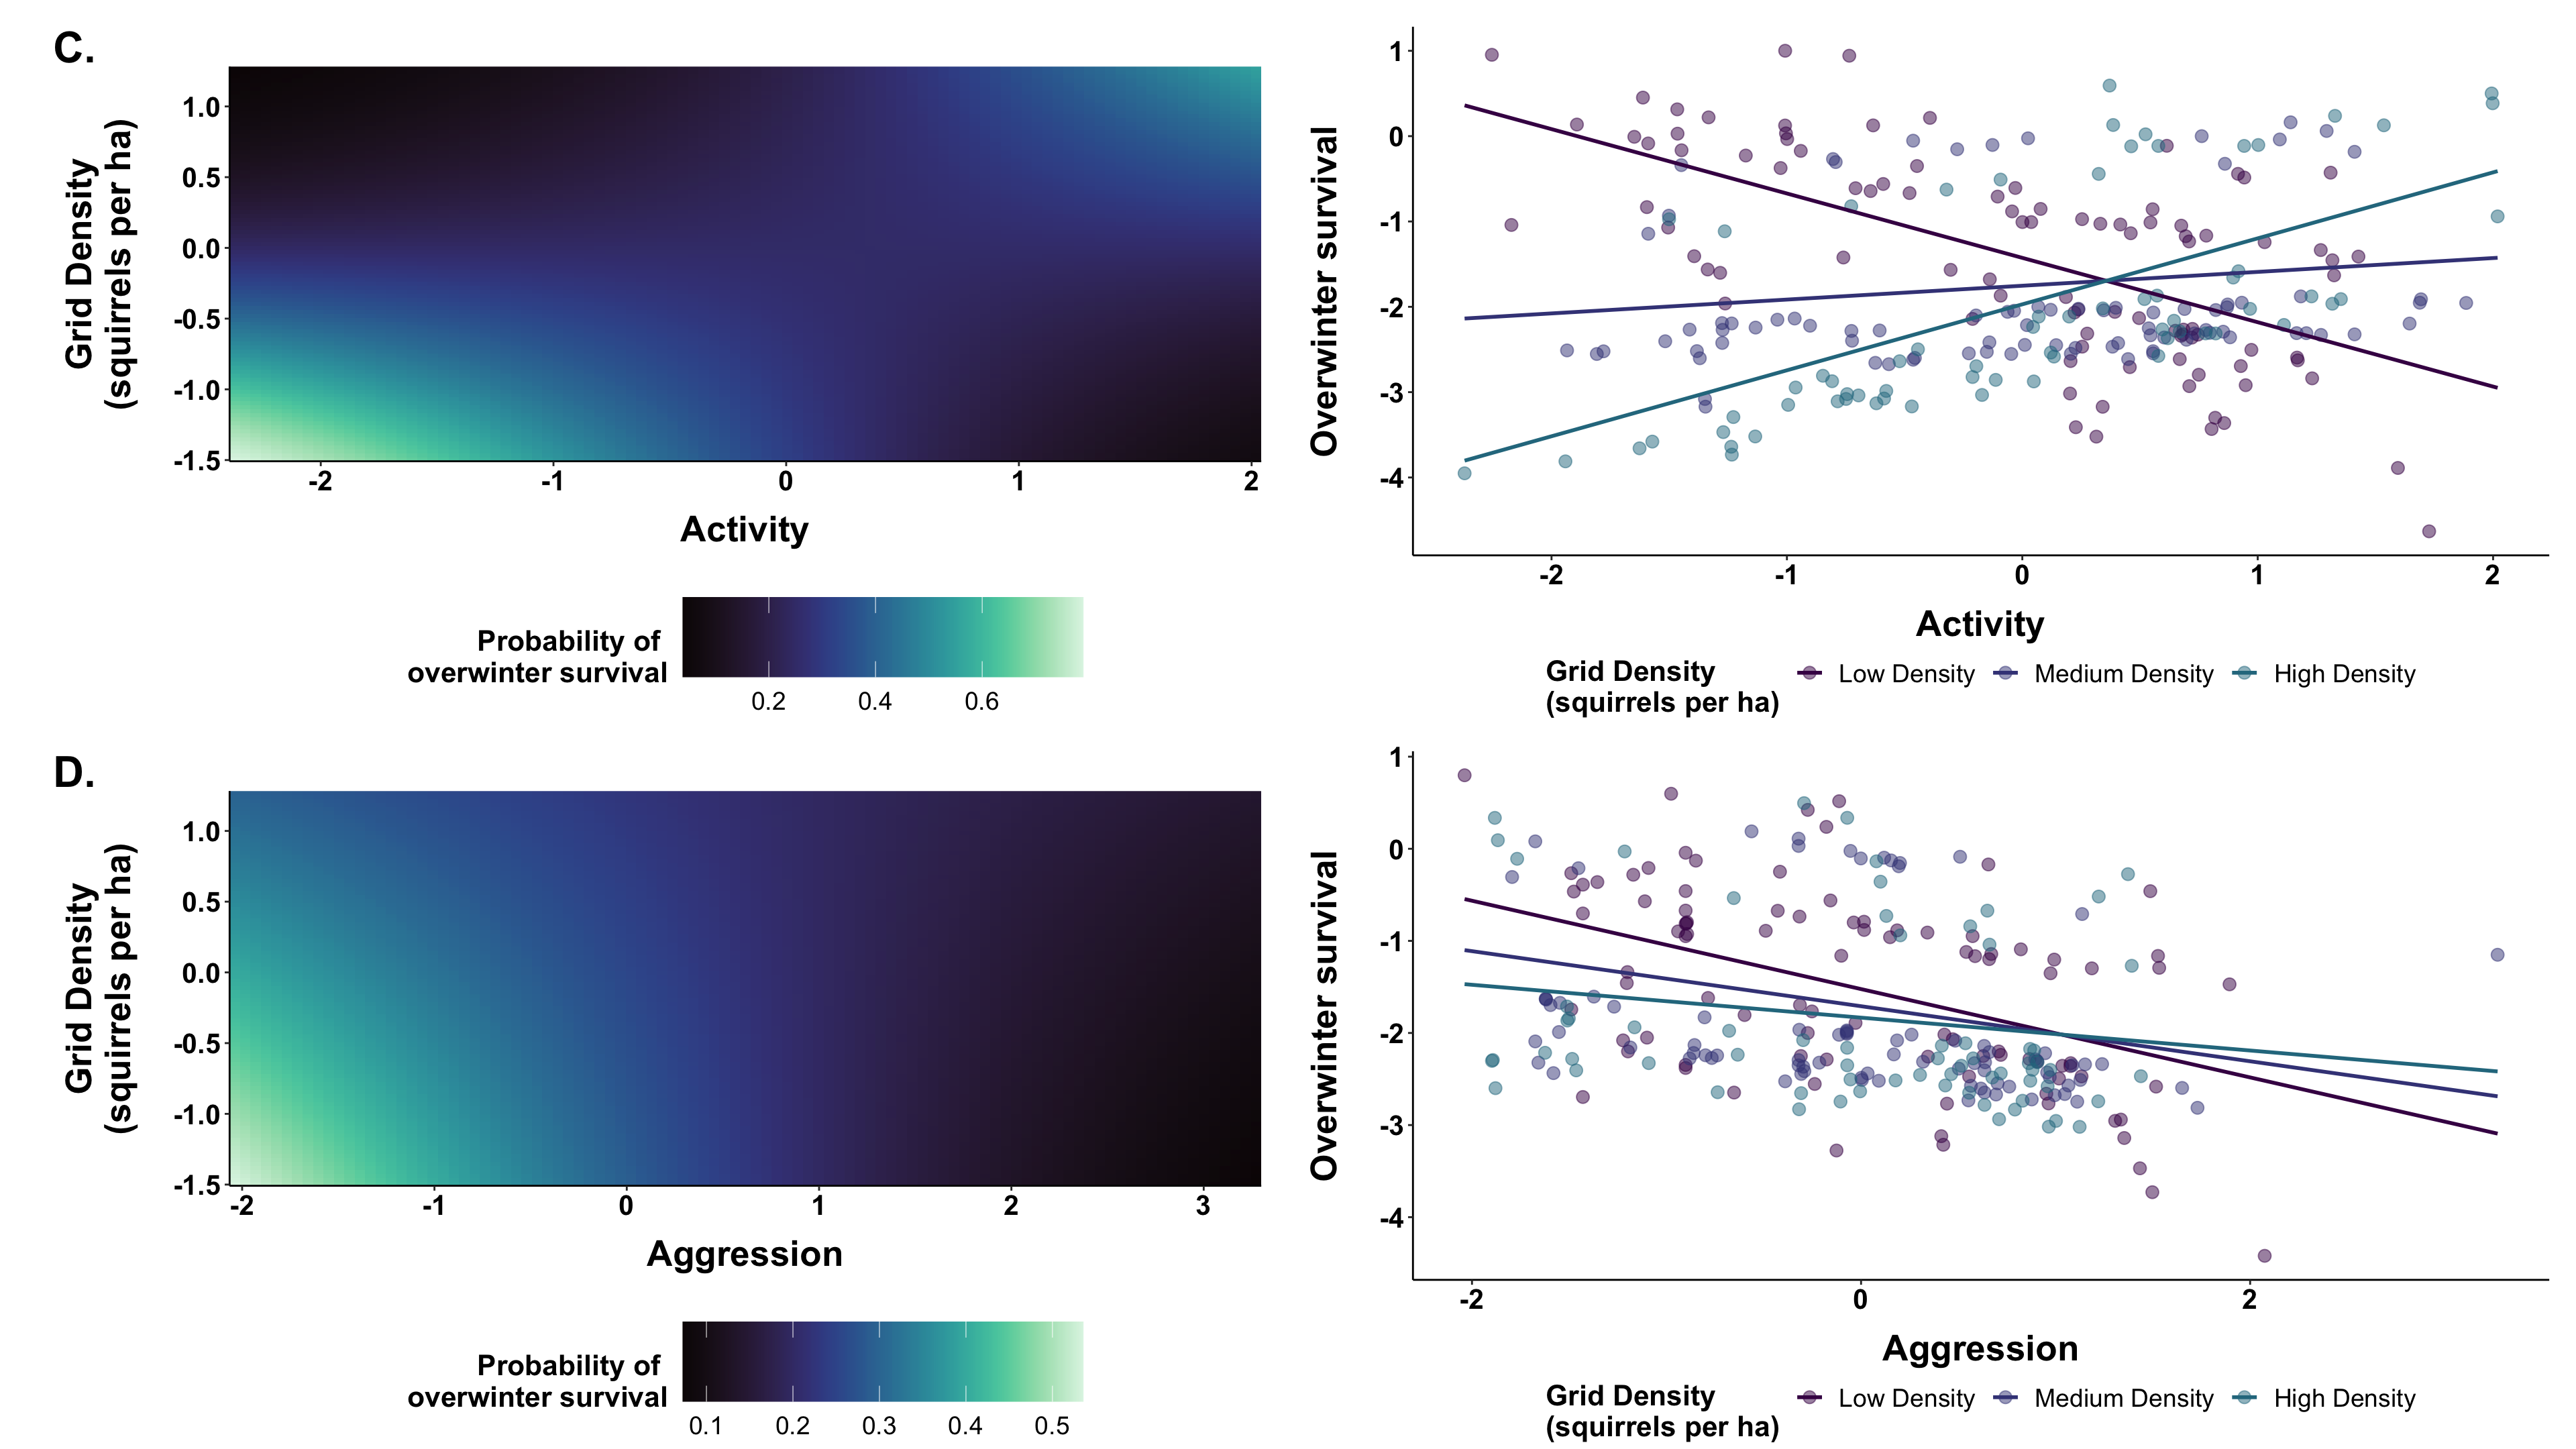 C.
Grid Density
(squirrels per ha)
1.0
0.5
0.0
-0.5
-1.0
-1.5
-2 -1 0 1 2
Activity
Probability of
overwinter survival
0.2 0.4 0.6
Overwinter survival
1
0
-1
-2
-3
-4
-2 -1 0 1 2
Activity
Grid Density
(squirrels per ha)
Low Density Medium Density High Density
D.
Grid Density
(squirrels per ha)
1.0
0.5
0.0
-0.5
-1.0
-1.5
-2 -1 0 1 2 3
Aggression
Probability of
overwinter survival
0.1 0.2 0.3 0.4 0.5
Overwinter survival
1
0
-1
-2
-3
-4
-2 0 2
Aggression
Grid Density
(squirrels per ha)
Low Density Medium Density High Density